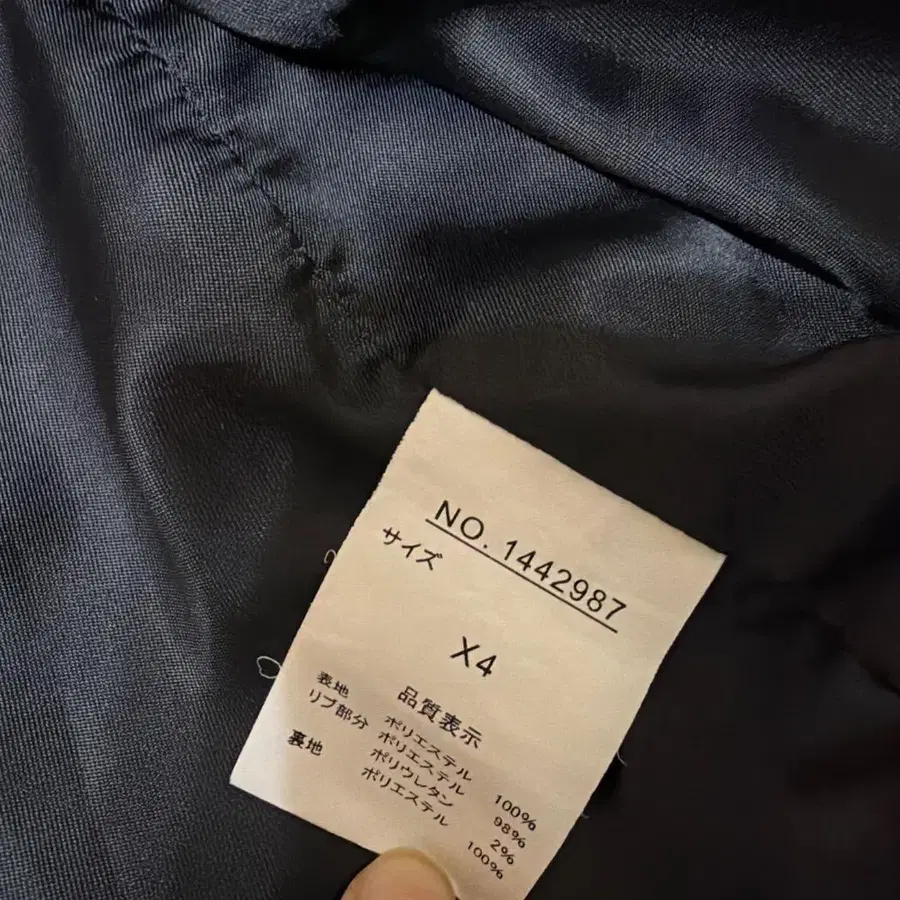 NO. 1442987
サイズ
X4
品質表示
表地 ポリエステル 100%
リブ部分 ポリエステル 98%
ポリウレタン 2%
裏地 ポリエステル 100%